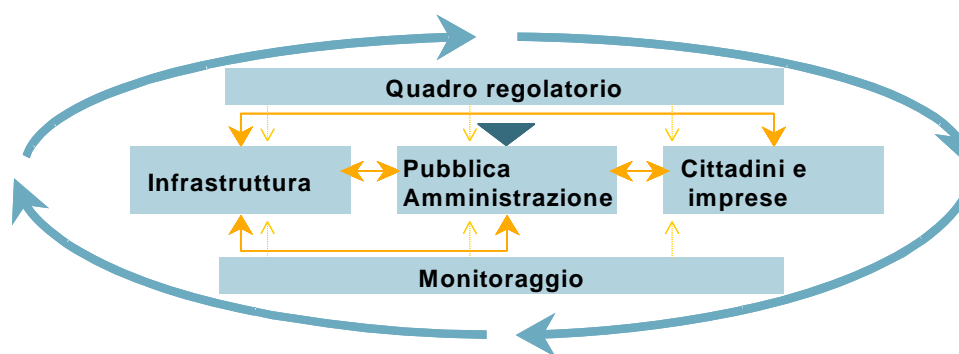 Quadro regolatorio
Infrastruttura
Pubblica
Amministrazione
Cittadini e
imprese
Monitoraggio